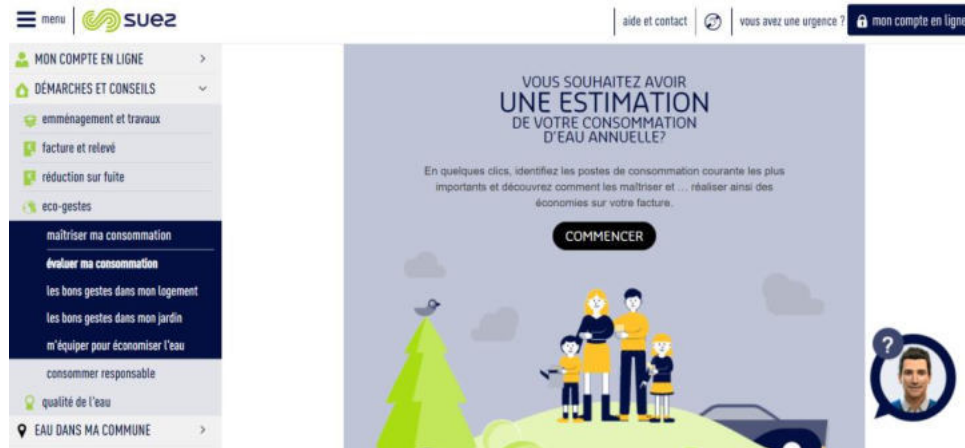 menu
suez
aide et contact
vous avez une urgence ?
mon compte en ligne
MON COMPTE EN LIGNE
DÉMARCHES ET CONSEILS
emménagement et travaux
facture et relevé
réduction sur fuite
eco-gestes
maîtriser ma consommation
évaluer ma consommation
les bons gestes dans mon logement
les bons gestes dans mon jardin
m'équiper pour économiser l'eau
consommer responsable
qualité de l'eau
EAU DANS MA COMMUNE
VOUS SOUHAITEZ AVOIR
UNE ESTIMATION
DE VOTRE CONSOMMATION
D'EAU ANNUELLE?
En quelques clics, identifiez les postes de consommation courante les plus
importants et découvrez comment les maîtriser et ... réaliser ainsi des
économies sur votre facture.
COMMENCER
?